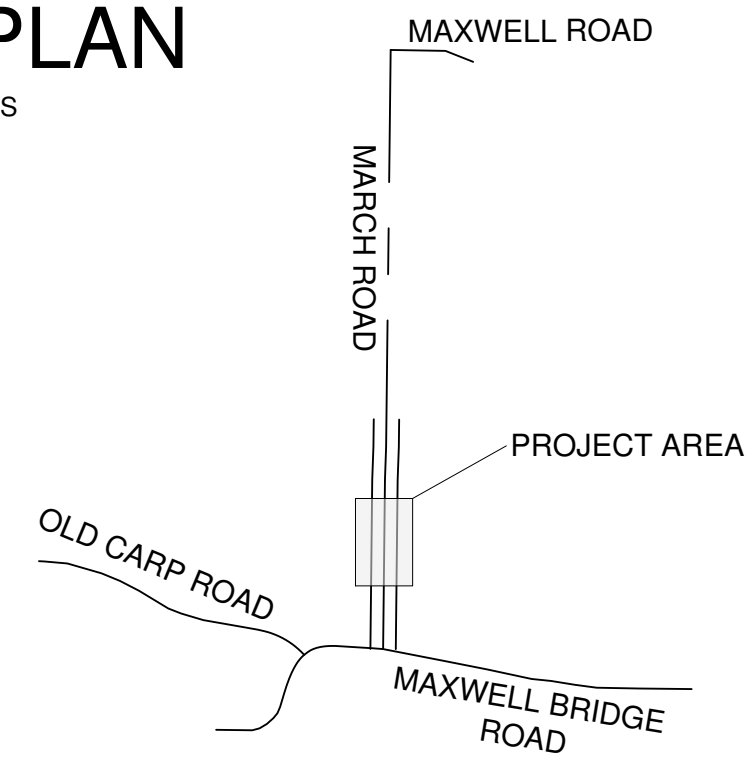 PLAN
S
MAXWELL ROAD
MARCH ROAD
PROJECT AREA
OLD CARP ROAD
MAXWELL BRIDGE
ROAD